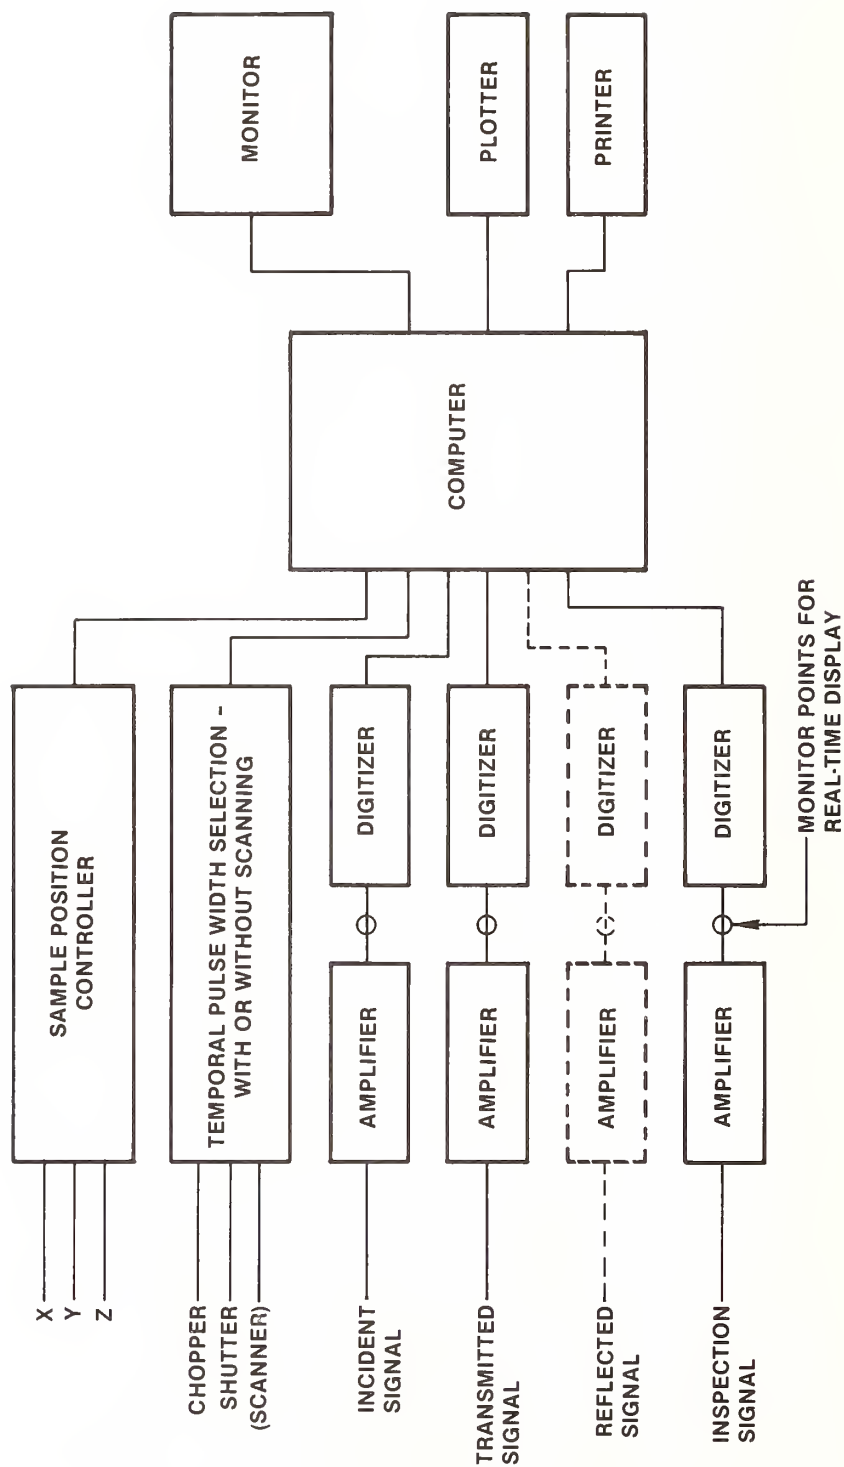 X
Y
Z
SAMPLE POSITION
CONTROLLER
CHOPPER
SHUTTER
(SCANNER)
TEMPORAL PULSE WIDTH SELECTION -
WITH OR WITHOUT SCANNING
INCIDENT
SIGNAL
AMPLIFIER
DIGITIZER
TRANSMITTED
SIGNAL
AMPLIFIER
DIGITIZER
REFLECTED
SIGNAL
AMPLIFIER
DIGITIZER
INSPECTION
SIGNAL
AMPLIFIER
DIGITIZER
MONITOR POINTS FOR
REAL-TIME DISPLAY
COMPUTER
MONITOR
PLOTTER
PRINTER